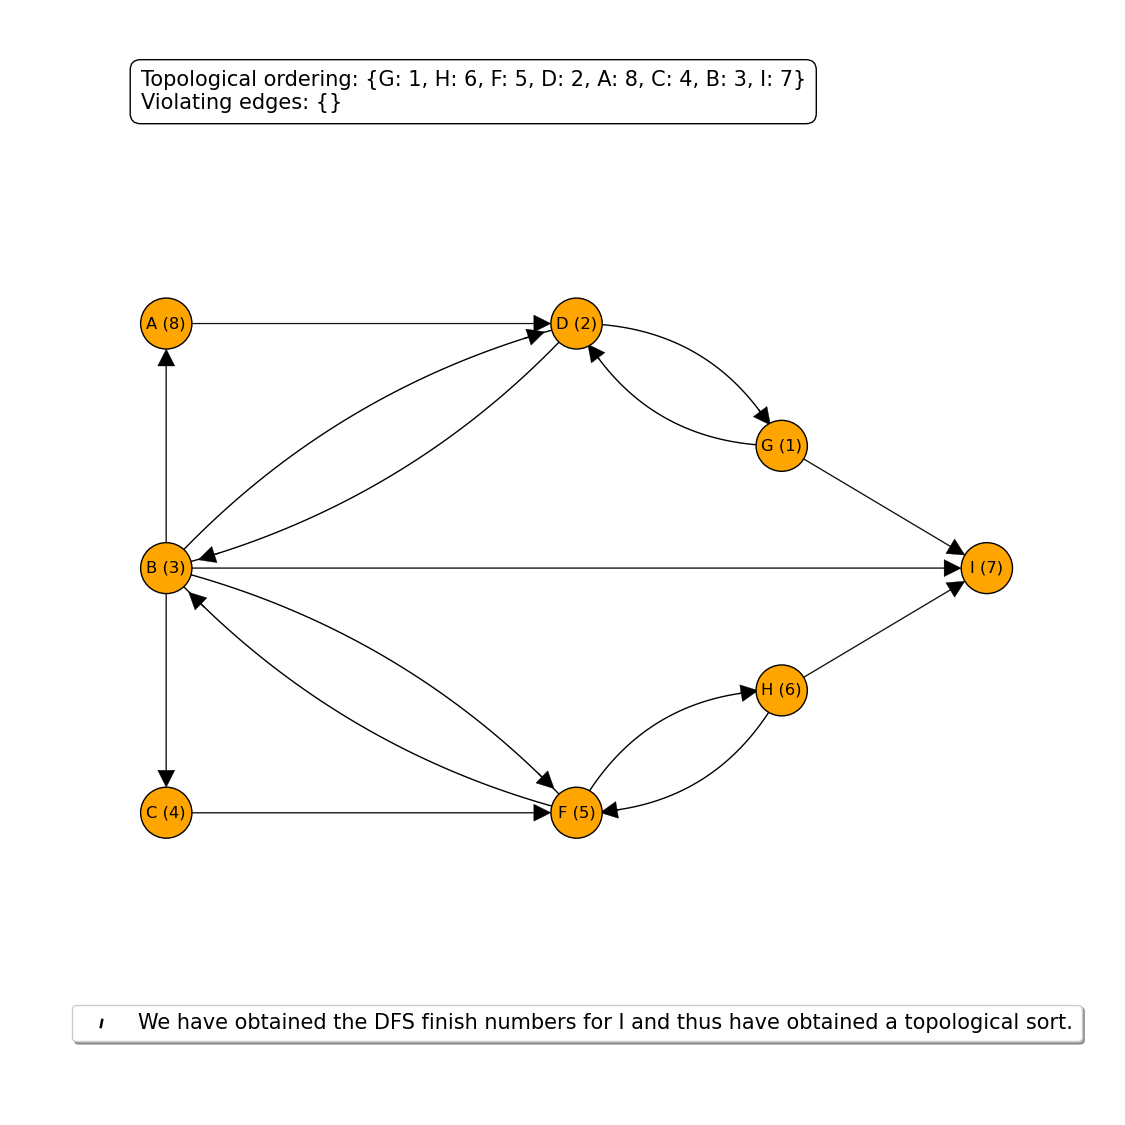 Topological ordering: {G: 1, H: 6, F: 5, D: 2, A: 8, C: 4, B: 3, I: 7}
Violating edges: {}
A (8)
D (2)
G (1)
B (3)
I (7)
H (6)
C (4)
F (5)
We have obtained the DFS finish numbers for I and thus have obtained a topological sort.